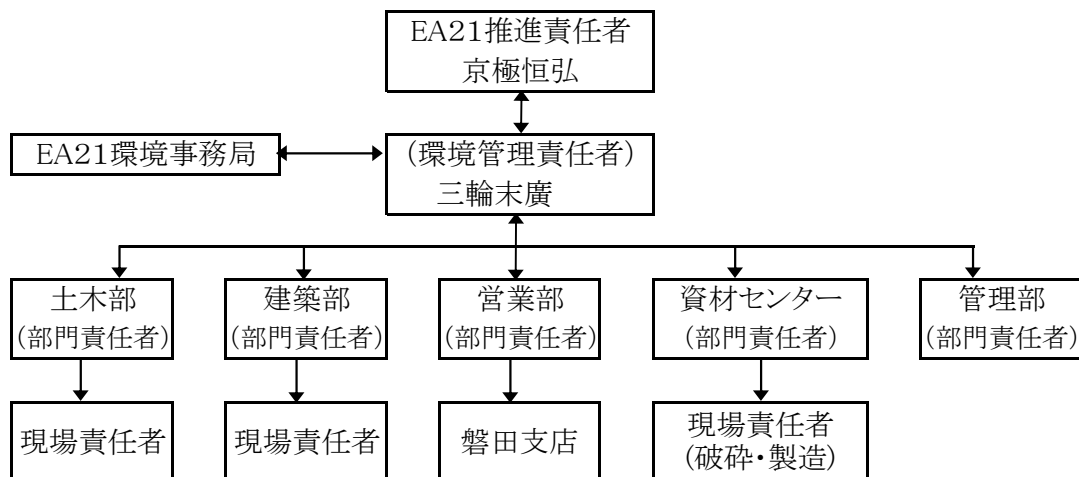 EA21推進責任者
京極恒弘
EA21環境事務局
(環境管理責任者)
三輪末廣
土木部
(部門責任者)
建築部
(部門責任者)
営業部
(部門責任者)
資材センター
(部門責任者)
管理部
(部門責任者)
現場責任者
現場責任者
磐田支店
現場責任者
(破砕・製造)